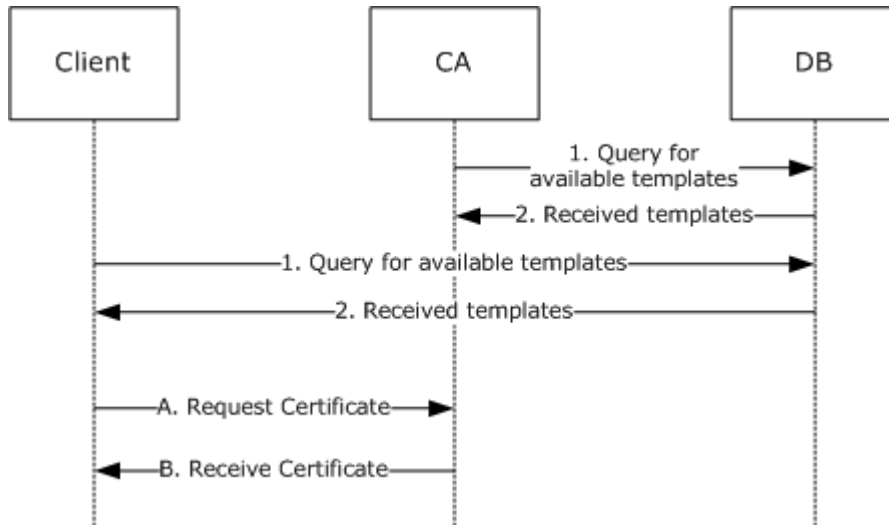 Client
CA
DB
1. Query for
available templates
2. Received templates
1. Query for available templates
2. Received templates
A. Request Certificate
B. Receive Certificate